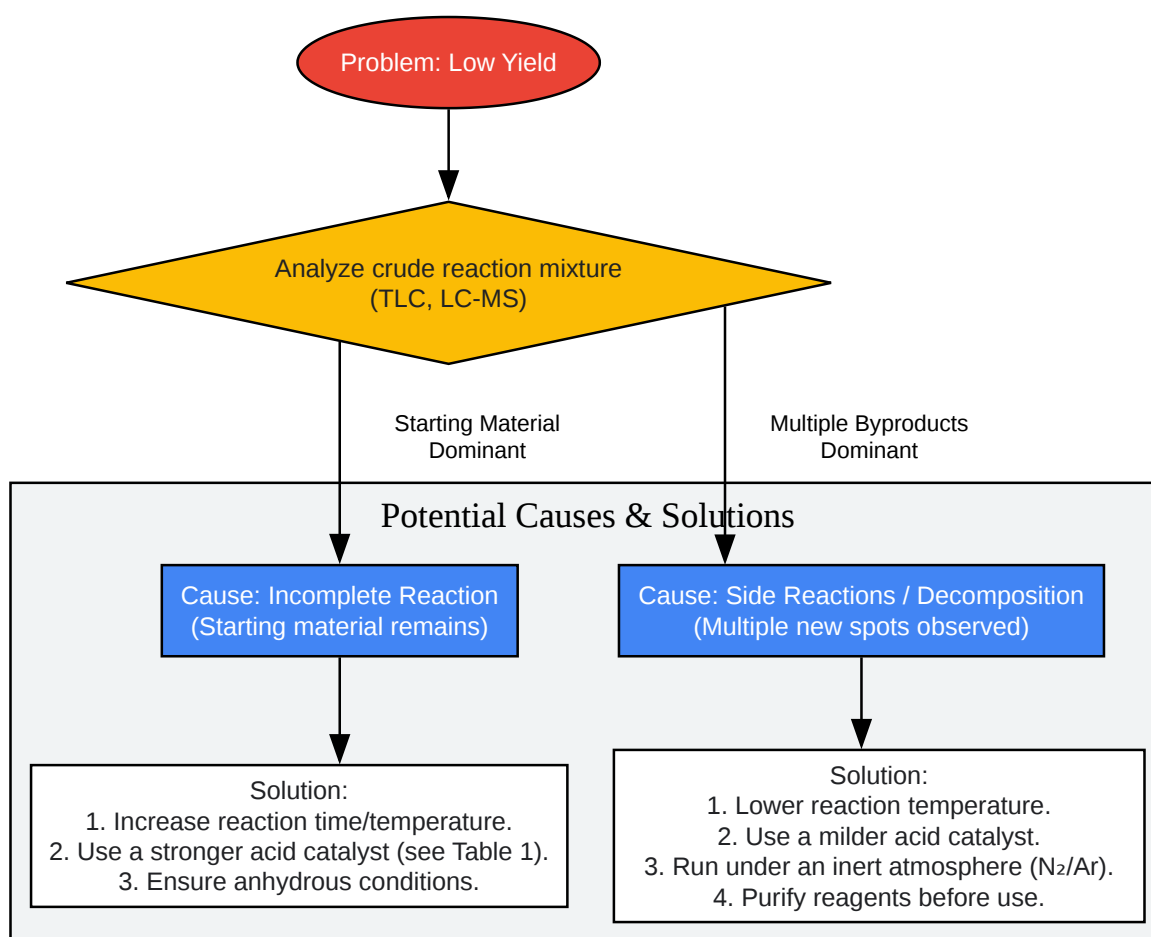 Problem: Low Yield
Analyze crude reaction mixture
(TLC, LC-MS)
Starting Material
Dominant
Multiple Byproducts
Dominant
Potential Causes & Solutions
Cause: Incomplete Reaction
(Starting material remains)
Cause: Side Reactions / Decomposition
(Multiple new spots observed)
Solution:
1. Increase reaction time/temperature.
2. Use a stronger acid catalyst (see Table 1).
3. Ensure anhydrous conditions.
Solution:
1. Lower reaction temperature.
2. Use a milder acid catalyst.
3. Run under an inert atmosphere (N₂/Ar).
4. Purify reagents before use.